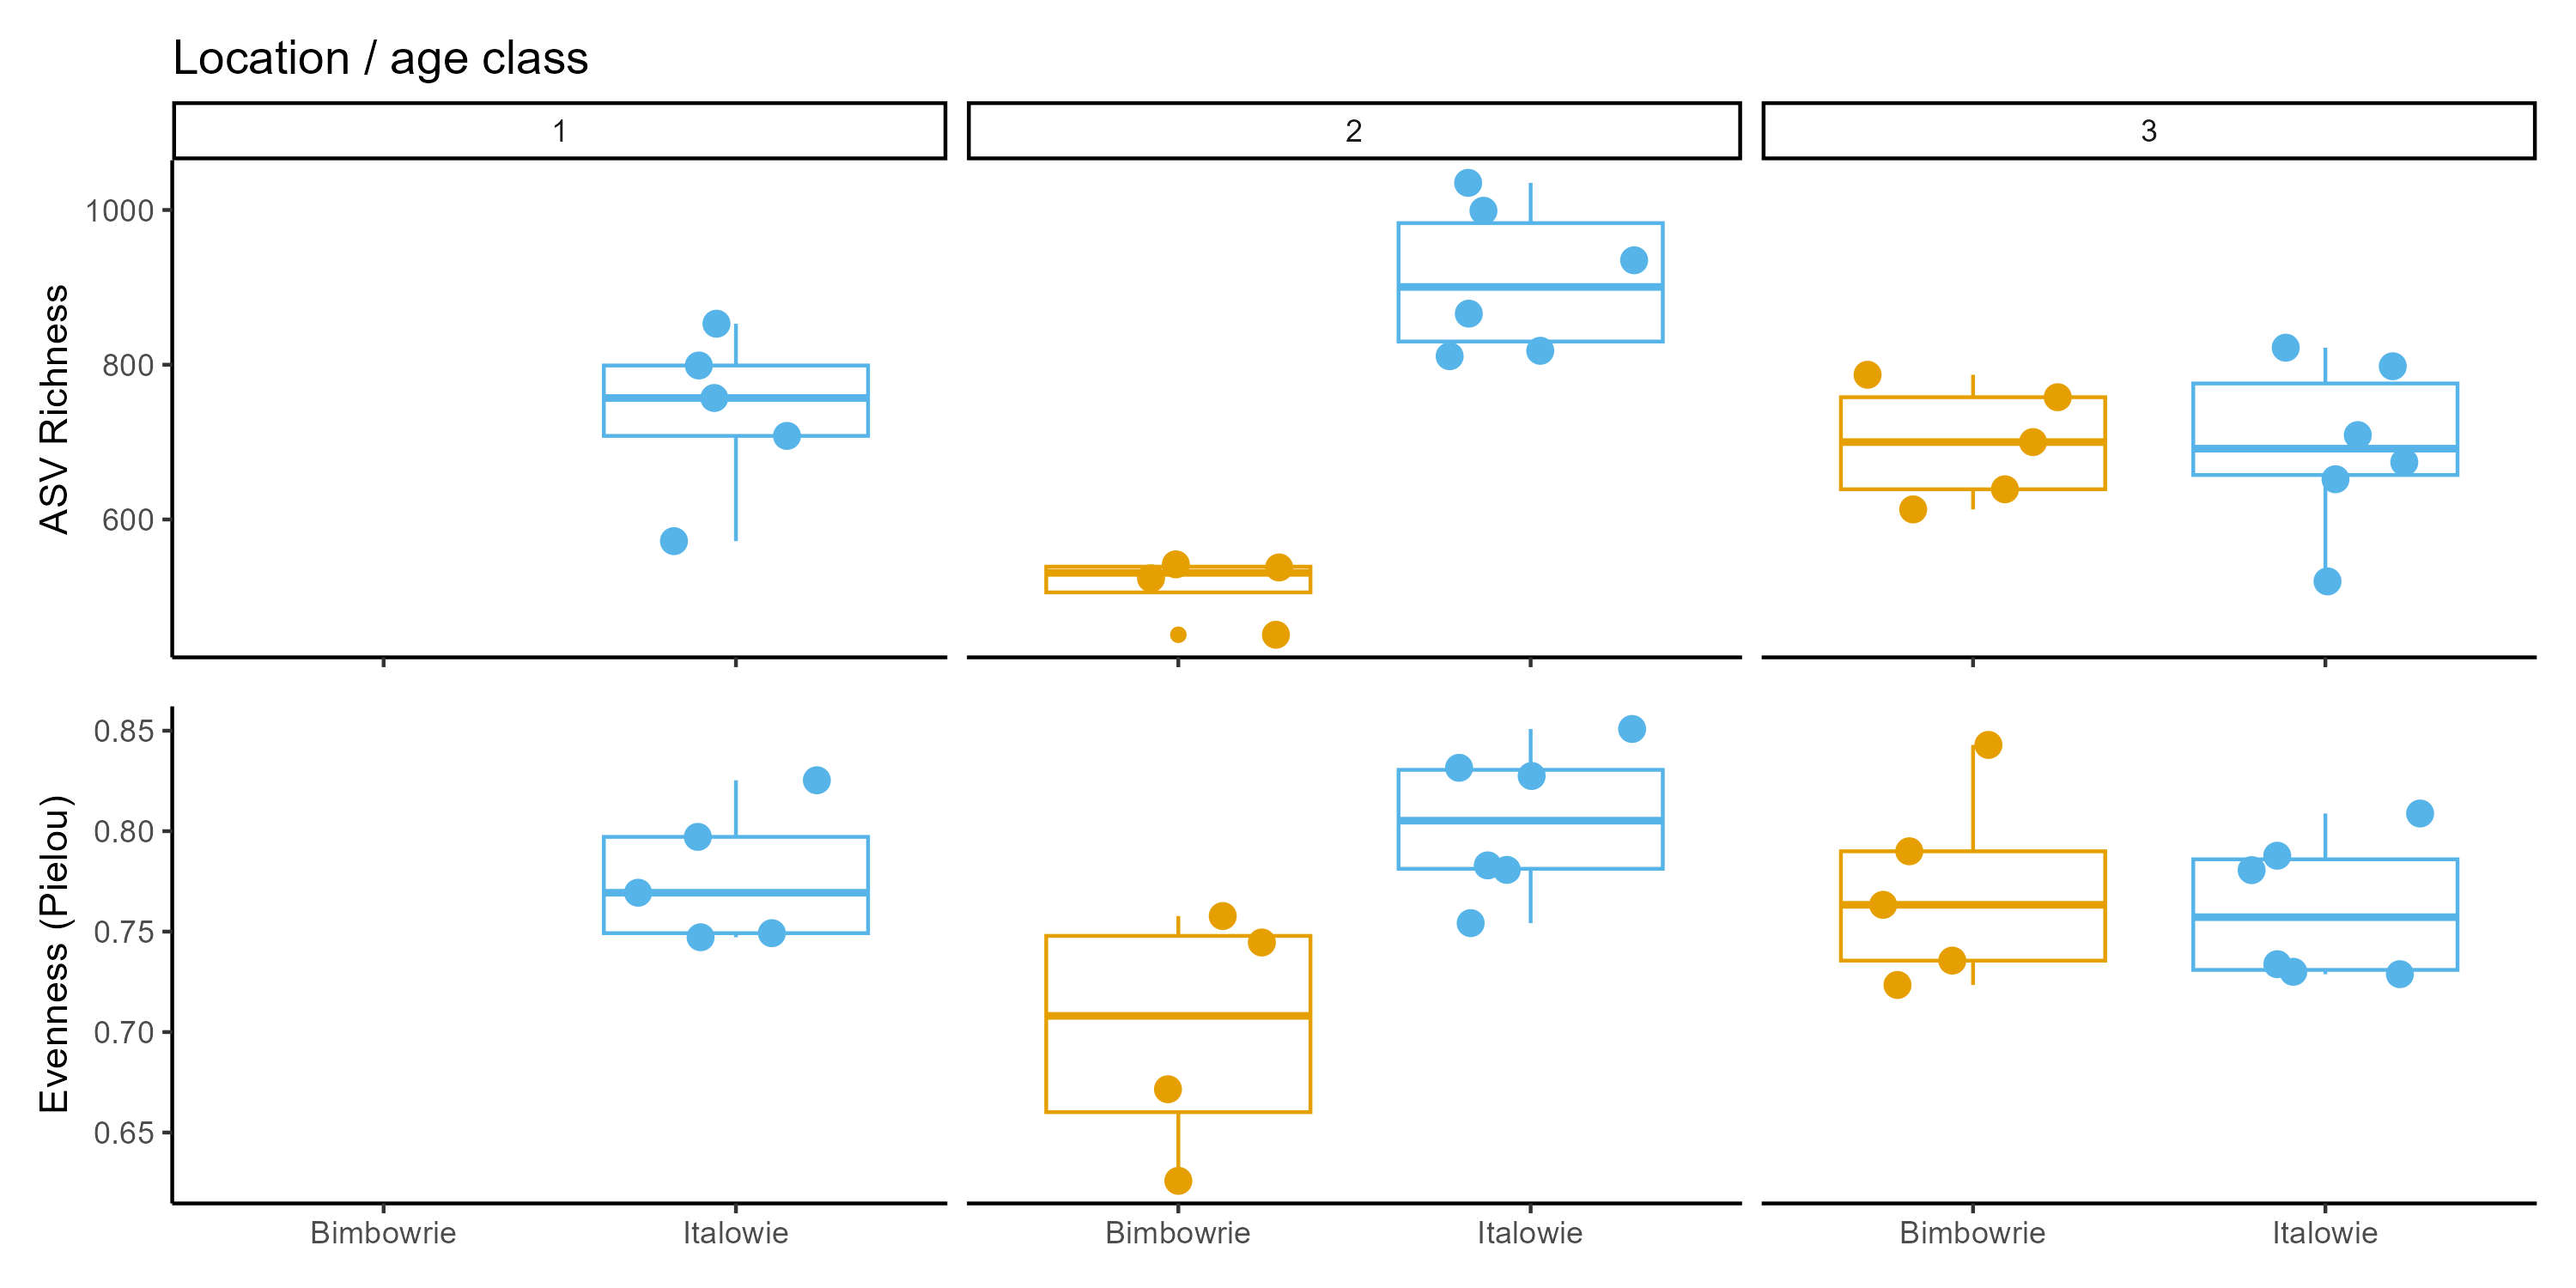 Location / age class
1
2
3
ASV Richness
1000
800
600
Evenness (Pielou)
0.85
0.80
0.75
0.70
0.65
Bimbowrie Italowie Bimbowrie Italowie Bimbowrie Italowie